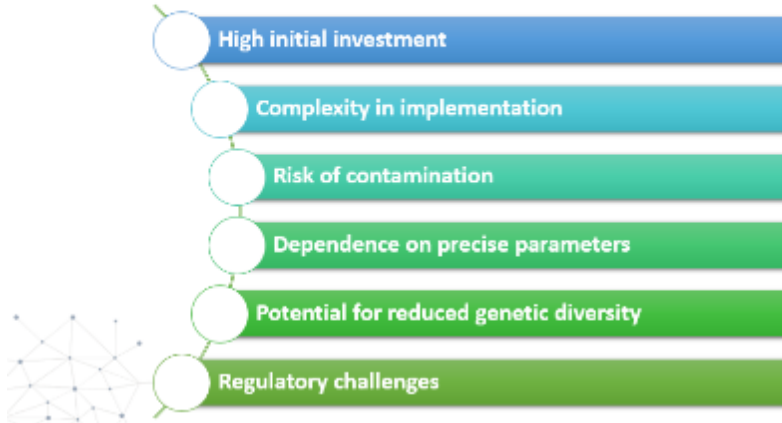 High initial investment
Complexity in implementation
Risk of contamination
Dependence on precise parameters
Potential for reduced genetic diversity
Regulatory challenges